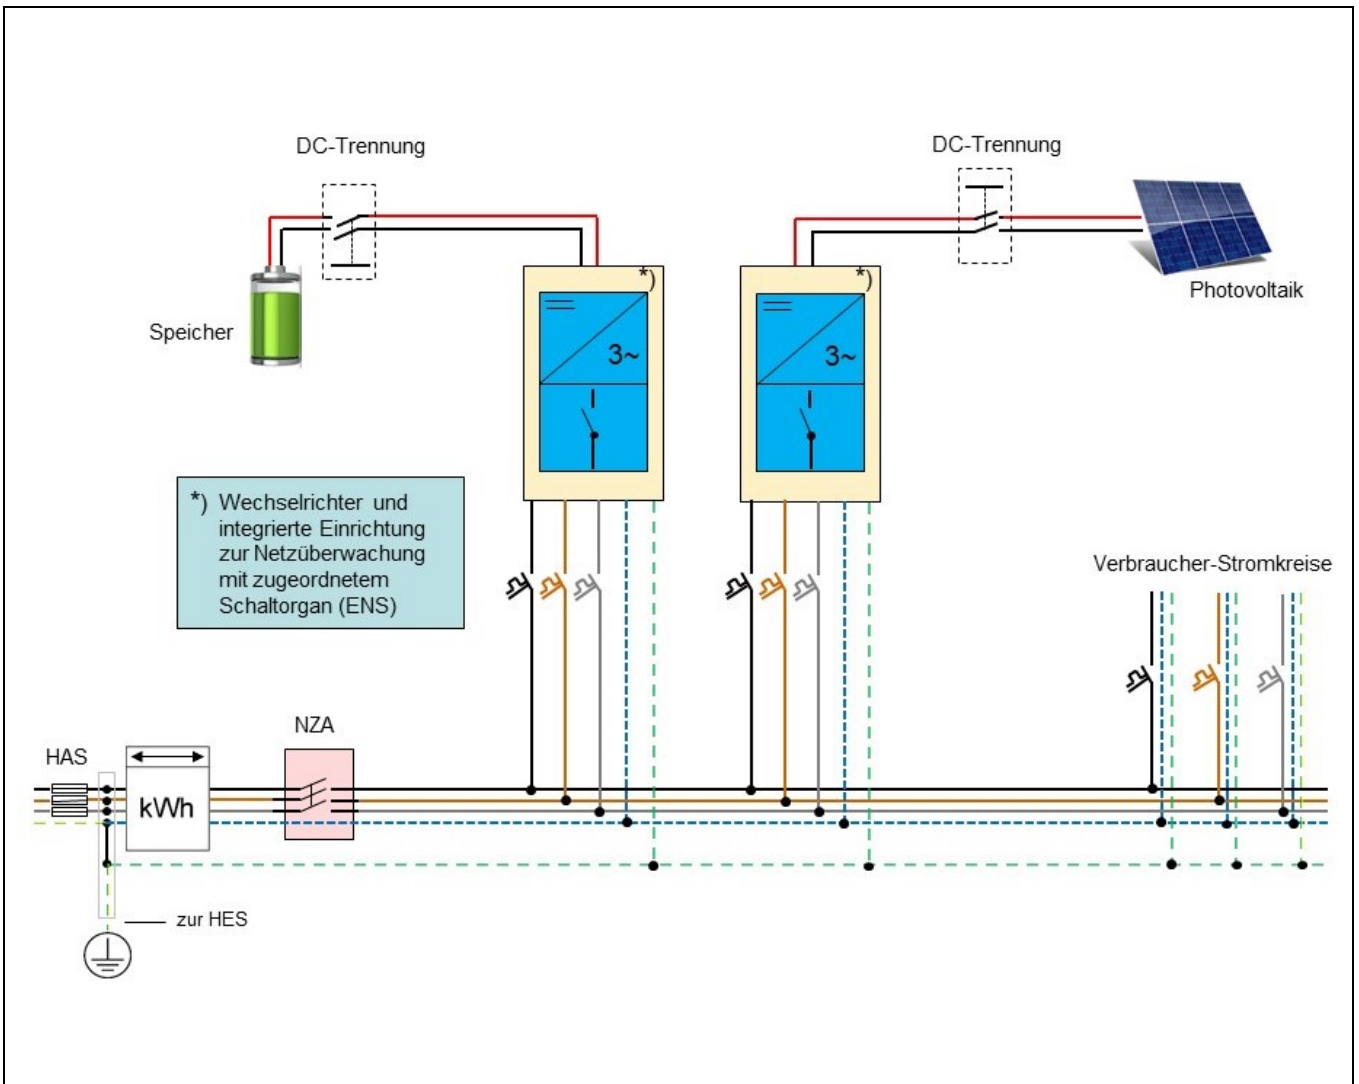 DC-Trennung
DC-Trennung
Speicher
Photovoltaik
*)
*)
3~
3~
*) Wechselrichter und
integrierte Einrichtung
zur Netzüberwachung
mit zugeordnetem
Schaltorgan (ENS)
Verbraucher-Stromkreise
NZA
HAS
kWh
zur HES